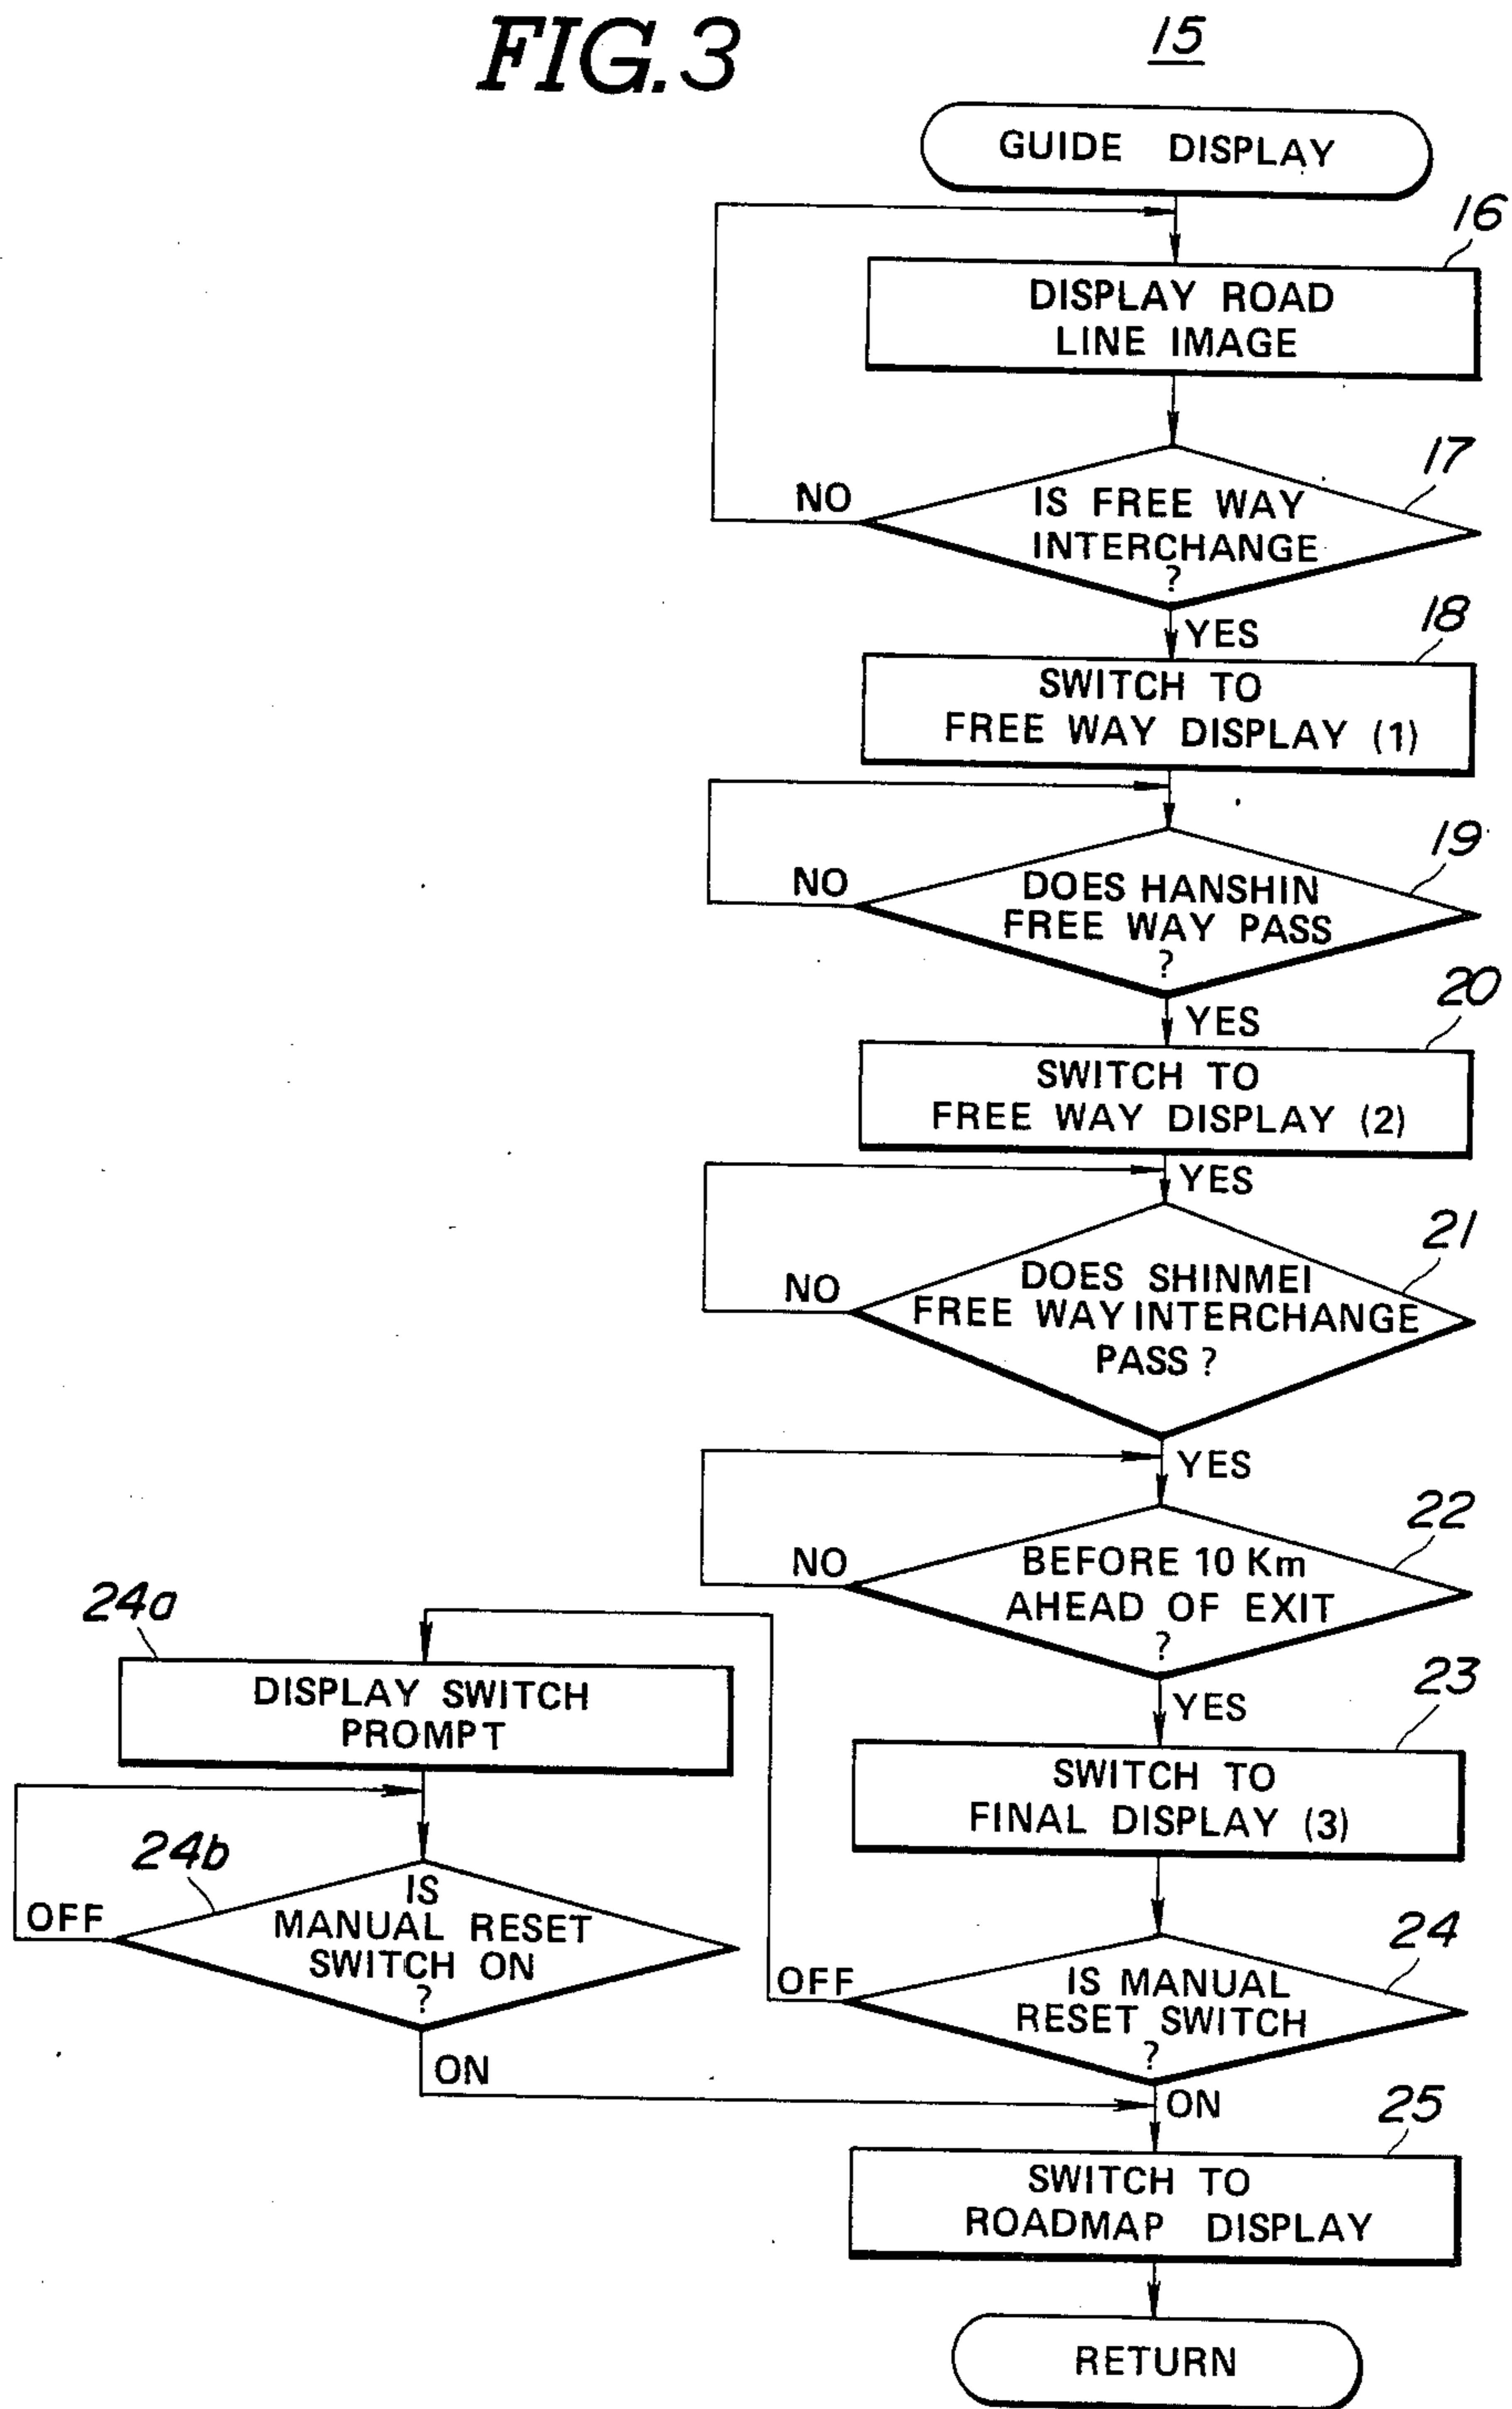 FIG.3
15
GUIDE DISPLAY
16
DISPLAY ROAD
LINE IMAGE
17
NO
IS FREE WAY
INTERCHANGE
?
YES
18
SWITCH TO
FREE WAY DISPLAY (1)
19
NO
DOES HANSHIN
FREE WAY PASS
?
YES
20
SWITCH TO
FREE WAY DISPLAY (2)
YES
21
NO
DOES SHINMEI
FREE WAY INTERCHANGE
PASS ?
YES
22
NO
BEFORE 10 Km
AHEAD OF EXIT
?
YES
23
SWITCH TO
FINAL DISPLAY (3)
24
OFF
IS MANUAL
RESET SWITCH
?
ON
24a
DISPLAY SWITCH
PROMPT
24b
OFF
IS
MANUAL RESET
SWITCH ON
?
ON
25
SWITCH TO
ROADMAP DISPLAY
RETURN